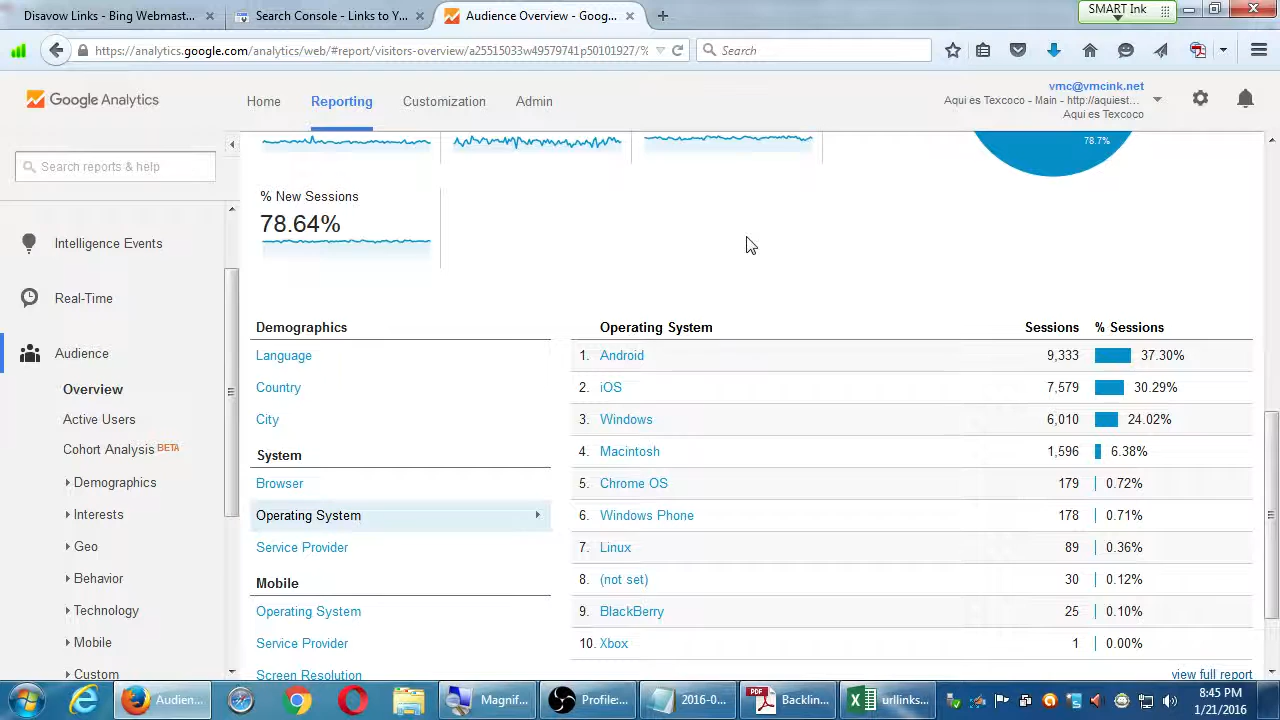 Disavow Links - Bing Webmast...
Search Console - Links to Y...
Audience Overview - Goog...
SMART Ink
https://analytics.google.com/analytics/web/#report/visitors-overview/a25515033w49579741p50101927/%
Search
Google Analytics
Home
Reporting
Customization
Admin
vmc@vmcink.net
Aqui es Texcoco - Main - http://aquiest...
Aqui es Texcoco
Search reports & help
78.7%
% New Sessions
78.64%
Intelligence Events
Real-Time
Audience
Overview
Active Users
Cohort Analysis BETA
Demographics
Interests
Geo
Behavior
Technology
Mobile
Custom
Demographics
Language
Country
City
System
Browser
Operating System
Service Provider
Mobile
Operating System
Service Provider
Screen Resolution
Operating System Sessions % Sessions
1. Android 9,333 37.30%
2. iOS 7,579 30.29%
3. Windows 6,010 24.02%
4. Macintosh 1,596 6.38%
5. Chrome OS 179 0.72%
6. Windows Phone 178 0.71%
7. Linux 89 0.36%
8. (not set) 30 0.12%
9. BlackBerry 25 0.10%
10. Xbox 1 0.00%
view full report
Audien...
Magnif...
Profile:...
2016-0...
PDF
Backlin...
urllinks...
8:45 PM
1/21/2016